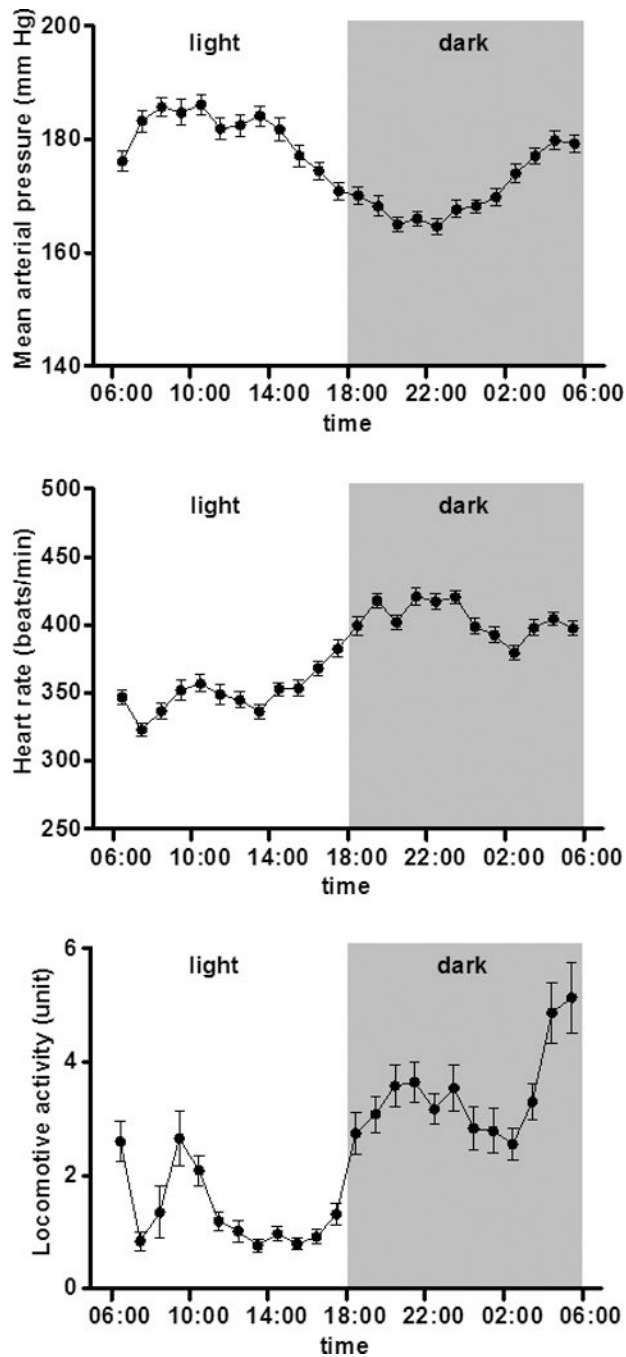 200
light
dark
180
160
140
Mean arterial pressure (mm Hg)
06:00 10:00 14:00 18:00 22:00 02:00 06:00
time
500
light
dark
450
400
350
300
250
Heart rate (beats/min)
06:00 10:00 14:00 18:00 22:00 02:00 06:00
time
6
light
dark
4
2
0
Locomotive activity (unit)
06:00 10:00 14:00 18:00 22:00 02:00 06:00
time